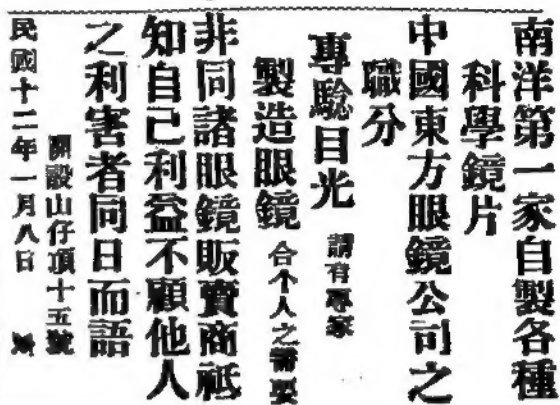 南洋第一家自製各種
科學鏡片
中國東方眼鏡公司之
職分
專驗目光 請有專家
製造眼鏡 合个人之需要
非同諸眼鏡販賣商祗
知自己利益不顧他人
之利害者同日而語
開設山仔頂十五號
民國十二年一月八日